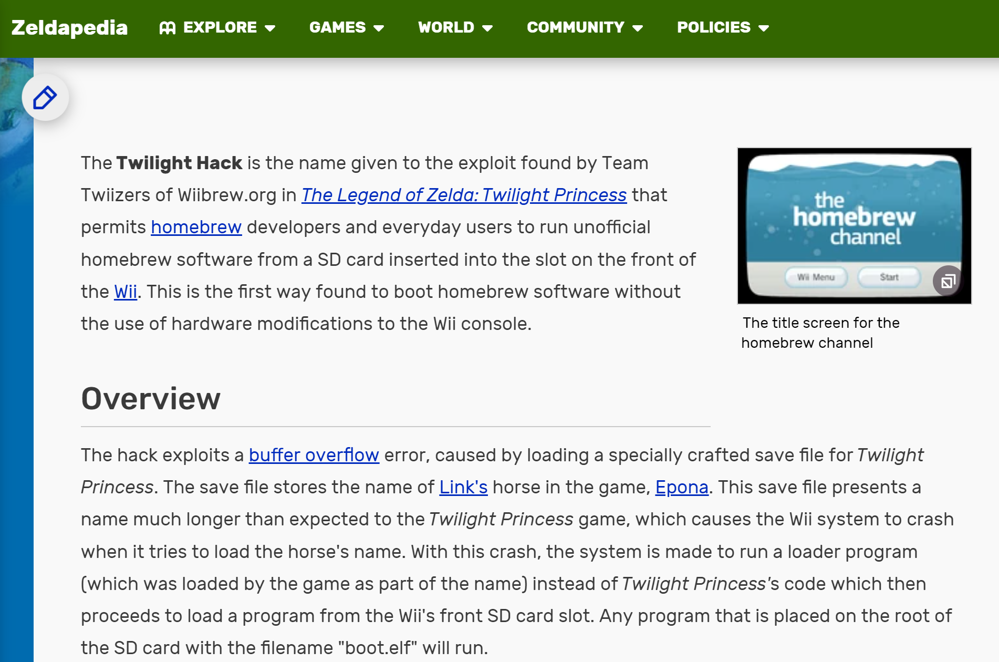 Zeldapedia EXPLORE GAMES WORLD COMMUNITY POLICIES
The Twilight Hack is the name given to the exploit found by Team
Twiizers of Wiibrew.org in The Legend of Zelda: Twilight Princess that
permits homebrew developers and everyday users to run unofficial
homebrew software from a SD card inserted into the slot on the front of
the Wii. This is the first way found to boot homebrew software without
the use of hardware modifications to the Wii console.
the
homebrew
channel
Wii Menu Start
The title screen for the
homebrew channel
Overview
The hack exploits a buffer overflow error, caused by loading a specially crafted save file for Twilight
Princess. The save file stores the name of Link's horse in the game, Epona. This save file presents a
name much longer than expected to the Twilight Princess game, which causes the Wii system to crash
when it tries to load the horse's name. With this crash, the system is made to run a loader program
(which was loaded by the game as part of the name) instead of Twilight Princess's code which then
proceeds to load a program from the Wii's front SD card slot. Any program that is placed on the root of
the SD card with the filename "boot.elf" will run.